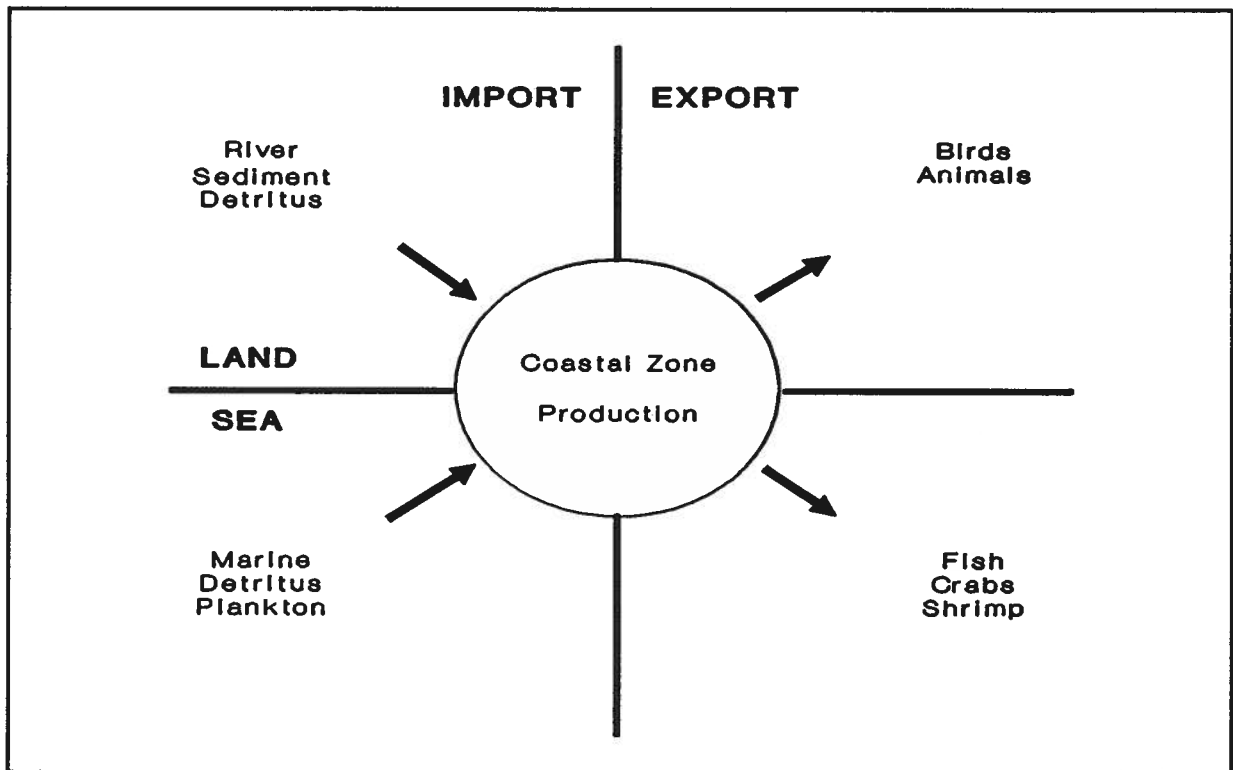 IMPORT
EXPORT
River
Sediment
Detritus
Birds
Animals
LAND
SEA
Coastal Zone
Production
Marine
Detritus
Plankton
Fish
Crabs
Shrimp